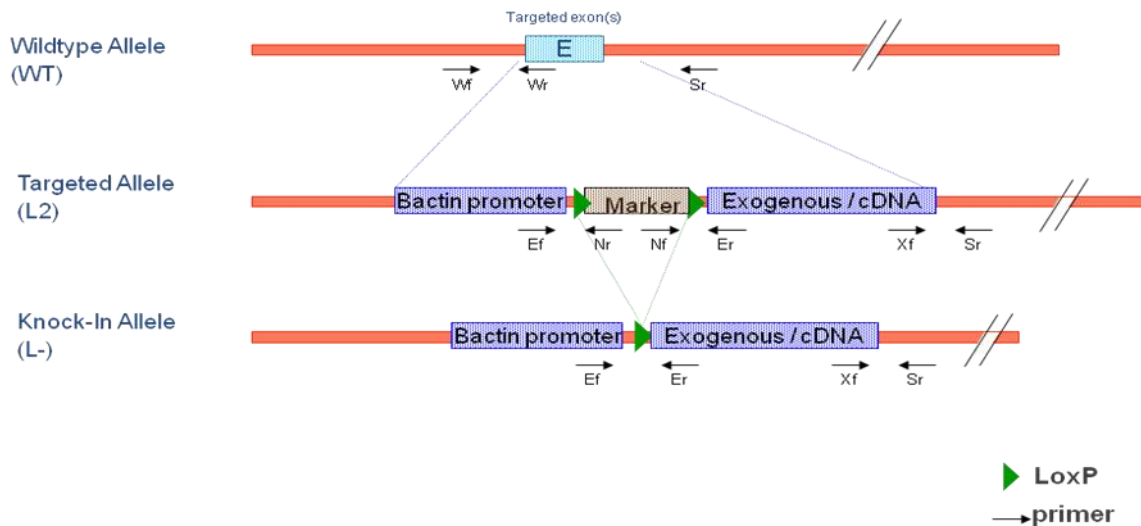 Targeted exon(s)
Wildtype Allele
(WT)
E
Wf
Wr
Sr
Targeted Allele
(L2)
Bactin promoter
Marker
Exogenous / cDNA
Ef
Nr
Nf
Er
Xf
Sr
Knock-In Allele
(L-)
Bactin promoter
Exogenous / cDNA
Ef
Er
Xf
Sr
LoxP
primer